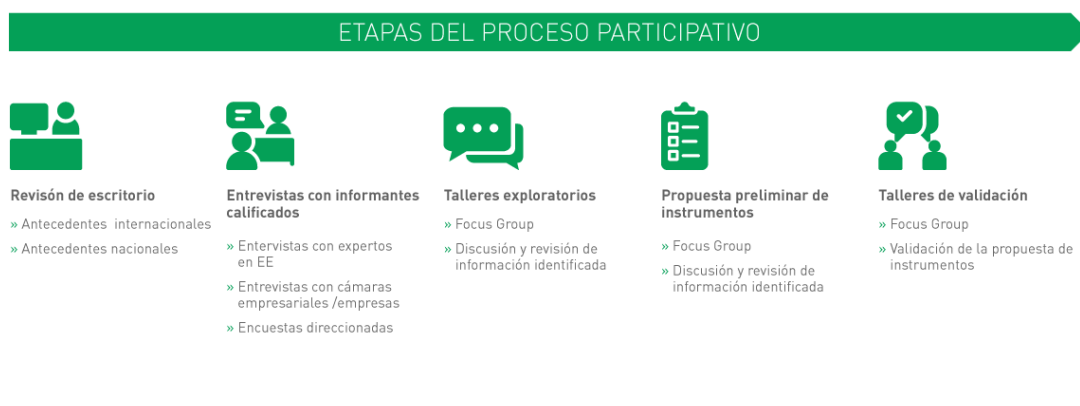 ETAPAS DEL PROCESO PARTICIPATIVO
Revisón de escritorio
» Antecedentes internacionales
» Antecedentes nacionales
Entrevistas con informantes
calificados
» Entervistas con expertos
en EE
» Entrevistas con cámaras
empresariales /empresas
» Encuestas direccionadas
Talleres exploratorios
» Focus Group
» Discusión y revisión de
información identificada
Propuesta preliminar de
instrumentos
» Focus Group
» Discusión y revisión de
información identificada
Talleres de validación
» Focus Group
» Validación de la propuesta de
instrumentos